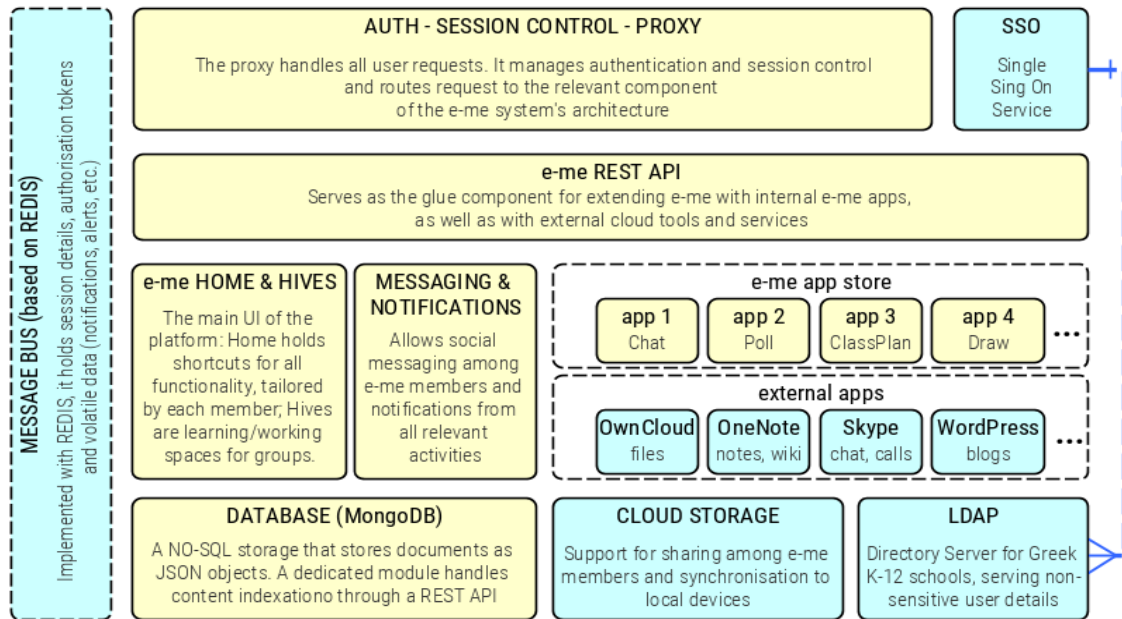 MESSAGE BUS (based on REDIS)
Implemented with REDIS, it holds session details, authorisation tokens
and volatile data (notifications, alerts, etc.)
AUTH - SESSION CONTROL - PROXY
The proxy handles all user requests. It manages authentication and session control
and routes request to the relevant component
of the e-me system's architecture
SSO
Single
Sing On
Service
e-me REST API
Serves as the glue component for extending e-me with internal e-me apps,
as well as with external cloud tools and services
e-me HOME & HIVES
The main UI of the
platform: Home holds
shortcuts for all
functionality, tailored
by each member; Hives
are learning/working
spaces for groups.
MESSAGING &
NOTIFICATIONS
Allows social
messaging among
e-me members and
notifications from
all relevant
activities
e-me app store
app 1
Chat
app 2
Poll
app 3
ClassPlan
app 4
Draw
...
external apps
OwnCloud
files
OneNote
notes, wiki
Skype
chat, calls
WordPress
blogs
...
DATABASE (MongoDB)
A NO-SQL storage that stores documents as
JSON objects. A dedicated module handles
content indexationo through a REST API
CLOUD STORAGE
Support for sharing among e-me
members and synchronisation to
devices non-local
LDAP
Directory Server for Greek
K-12 schools, serving non-
sensitive user details